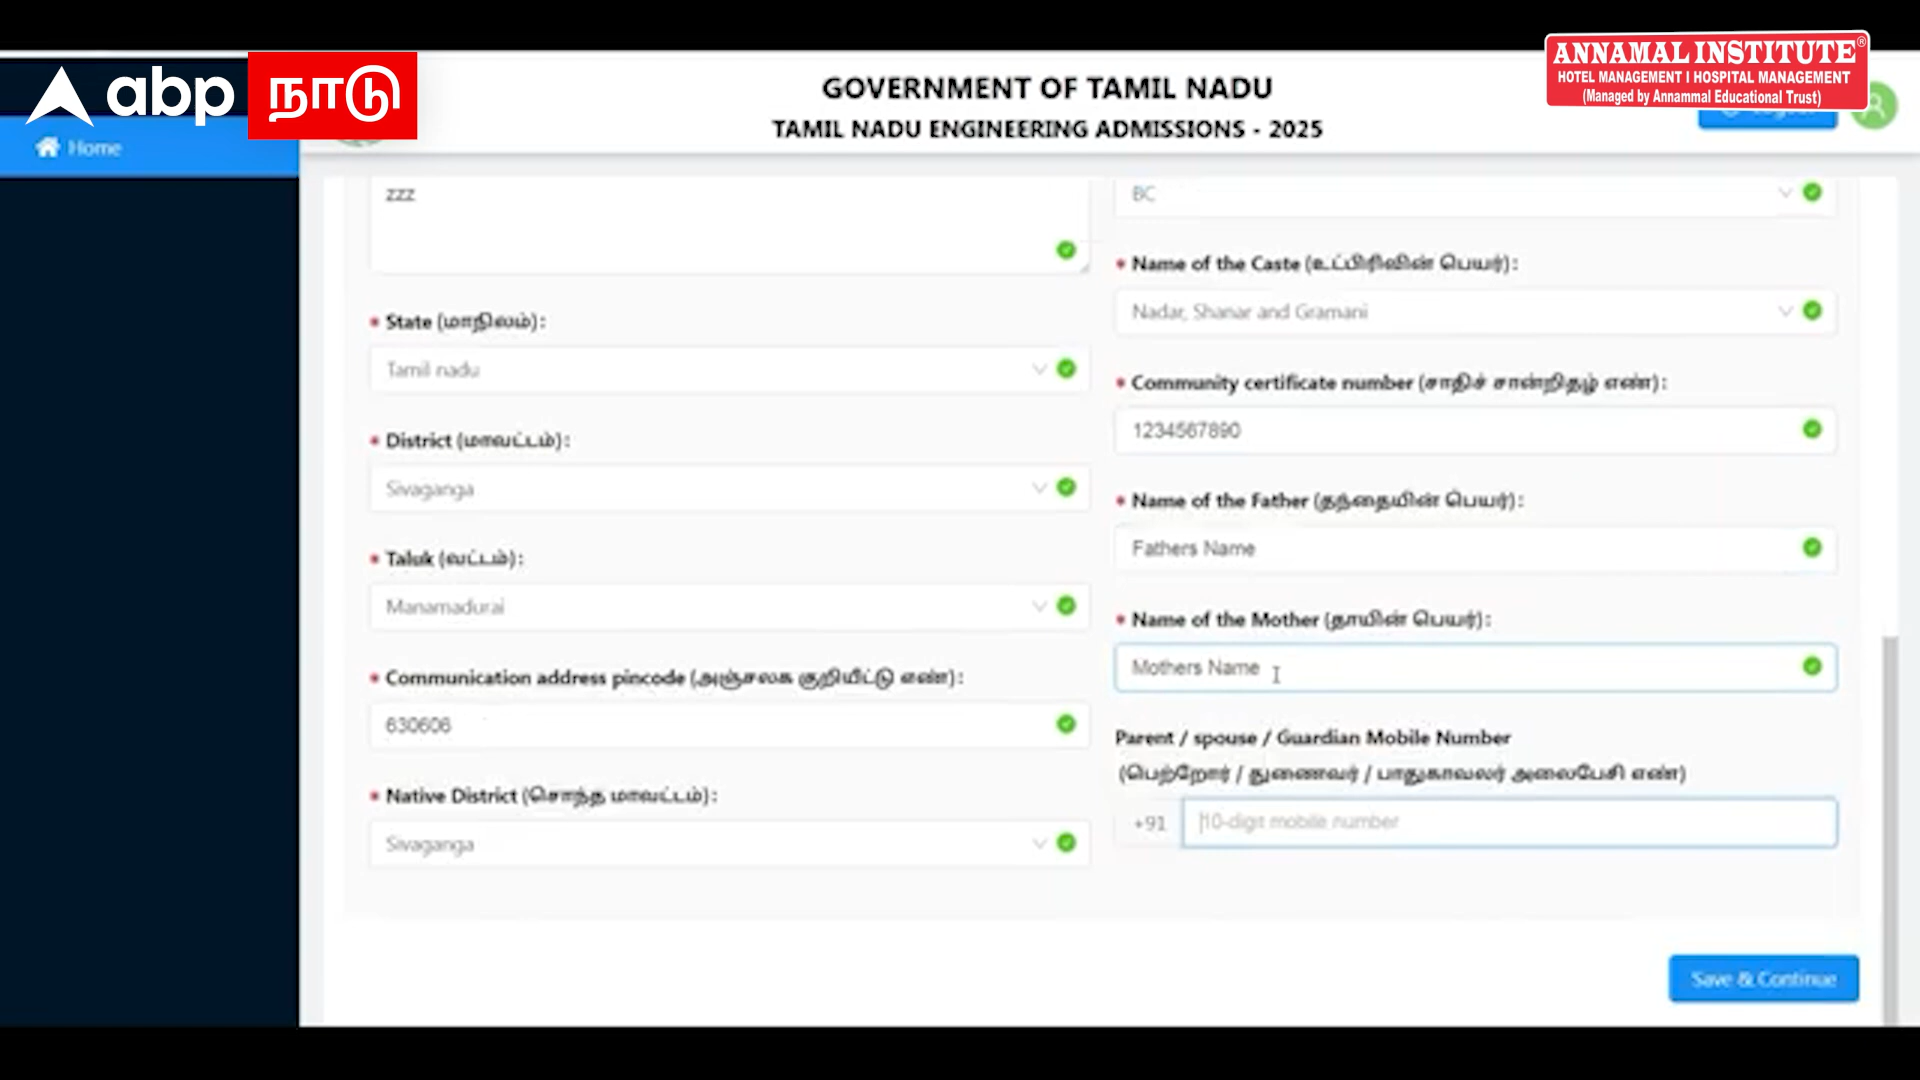 abp நாடு
GOVERNMENT OF TAMIL NADU
TAMIL NADU ENGINEERING ADMISSIONS - 2025
ANNAMAL INSTITUTE®
HOTEL MANAGEMENT I HOSPITAL MANAGEMENT
(Managed by Annammal Educational Trust)
Home
zzz
* State (மாநிலம்):
Tamil nadu
* District (மாவட்டம்):
Sivaganga
* Taluk (வட்டம்):
Manamadurai
* Communication address pincode (அஞ்சலக குறியீட்டு எண்):
630606
* Native District (சொந்த மாவட்டம்):
Sivaganga
BC
* Name of the Caste (உட்பிரிவின் பெயர்):
Nadar, Shanar and Gramani
* Community certificate number (சாதிச் சான்றிதழ் எண்):
1234567890
* Name of the Father (தந்தையின் பெயர்):
Fathers Name
* Name of the Mother (தாயின் பெயர்):
Mothers Name
Parent / spouse / Guardian Mobile Number
(பெற்றோர் / துணைவர் / பாதுகாவலர் அலைபேசி எண்)
+91 10-digit mobile number
Save & Continue